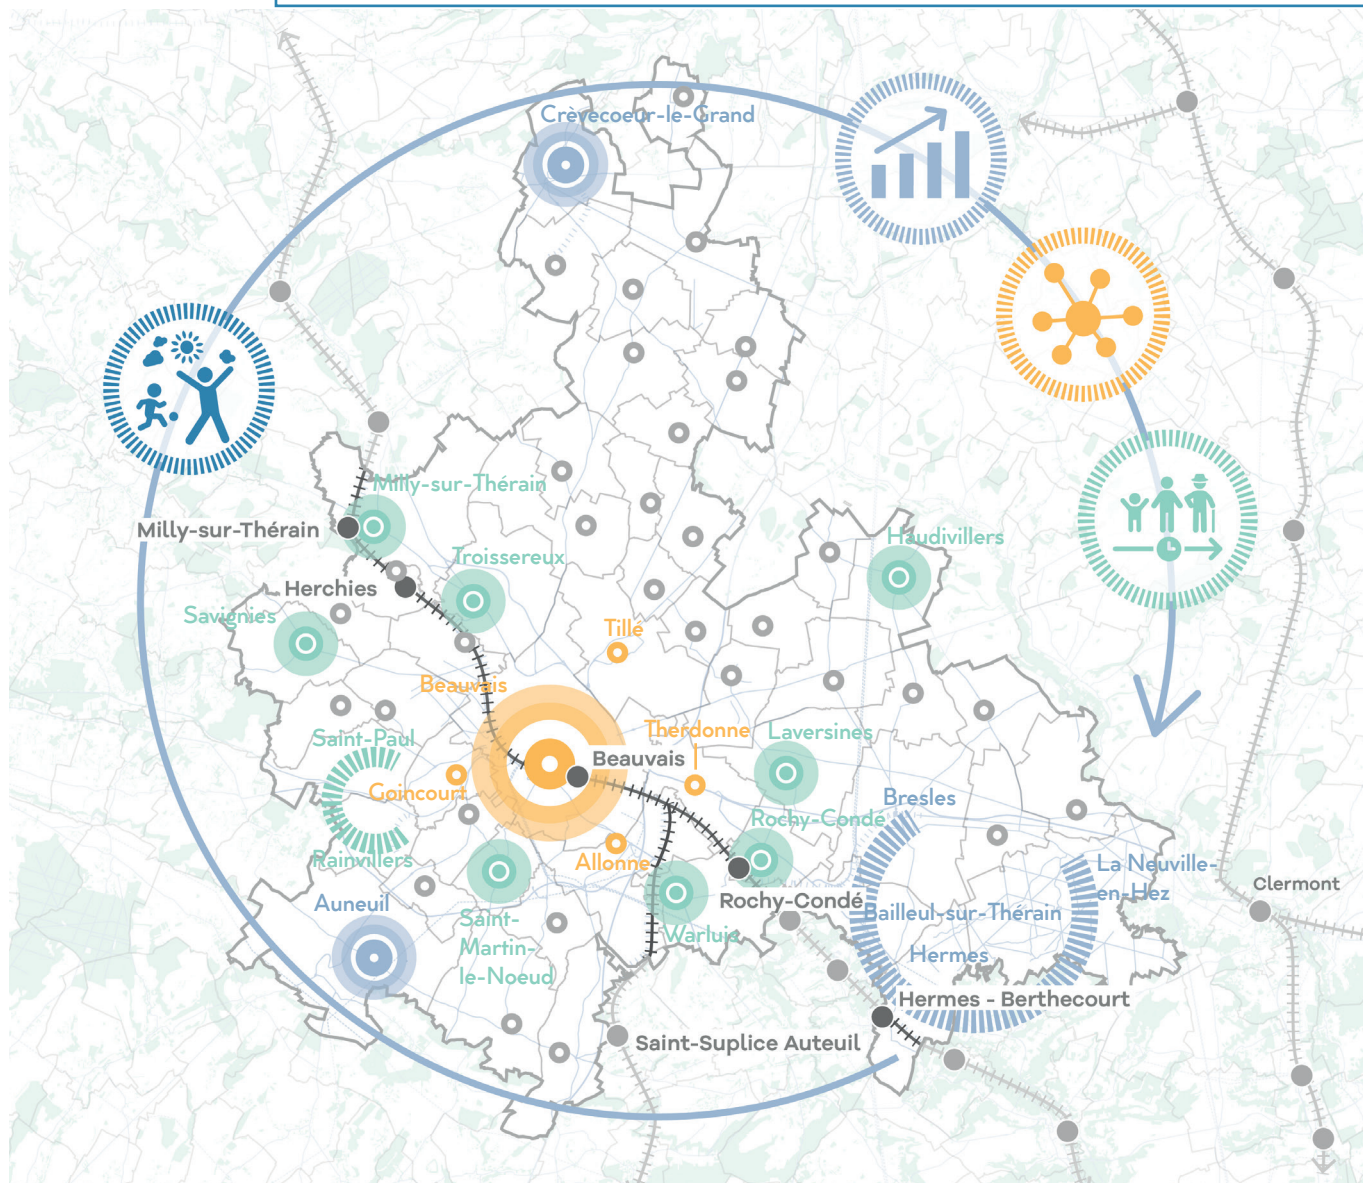 Crèvecoeur-le-Grand
Milly-sur-Thérain
Milly-sur-Thérain
Troissereux
Haudivillers
Herchies
Savignies
Tillé
Beauvais
Saint-Paul
Therdonne
Laversines
Beauvais
Goincourt
Bresles
Rochy-Condé
Rainvillers
Allonne
La Neuville-
en-Hez
Clermont
Auneuil
Rochy-Condé
Saint-
Martin-
le-Noeud
Bailleul-sur-Thérain
Warluis
Hermes
Hermes - Berthecourt
Saint-Suplice Auteuil